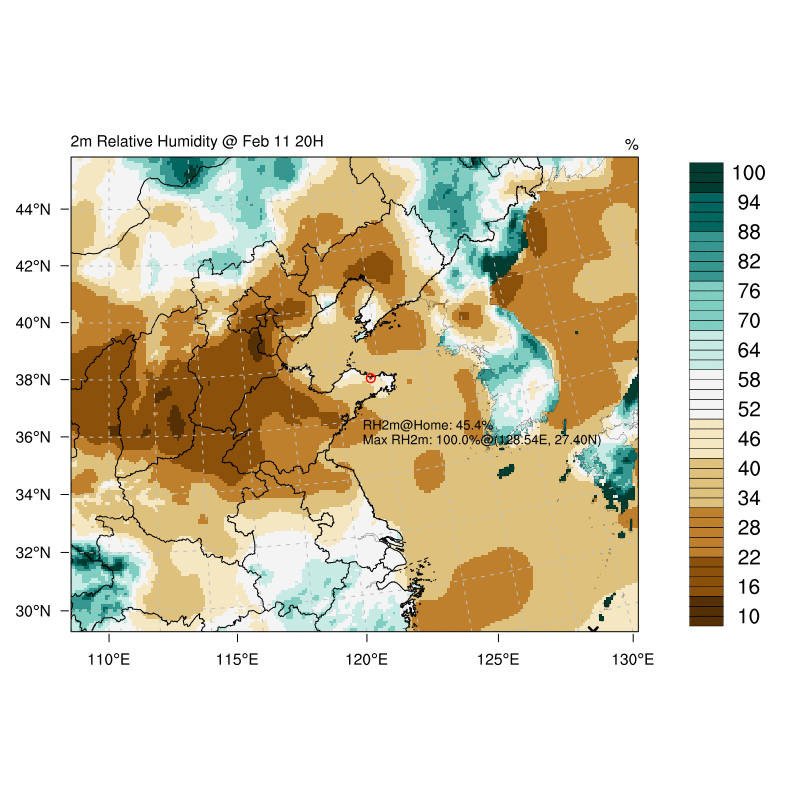 2m Relative Humidity @ Feb 11 20H
%
44°N
42°N
40°N
38°N
36°N
34°N
32°N
30°N
110°E
115°E
120°E
125°E
130°E
RH2m@Home: 45.4%
Max RH2m: 100.0%@(128.54E, 27.40N)
100
94
88
82
76
70
64
58
52
46
40
34
28
22
16
10